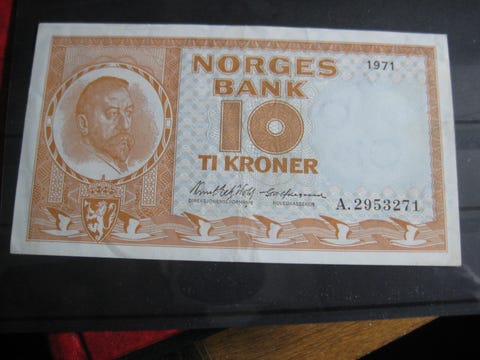 NORGES
1971
BANK
10
TI KRONER
A.2953271